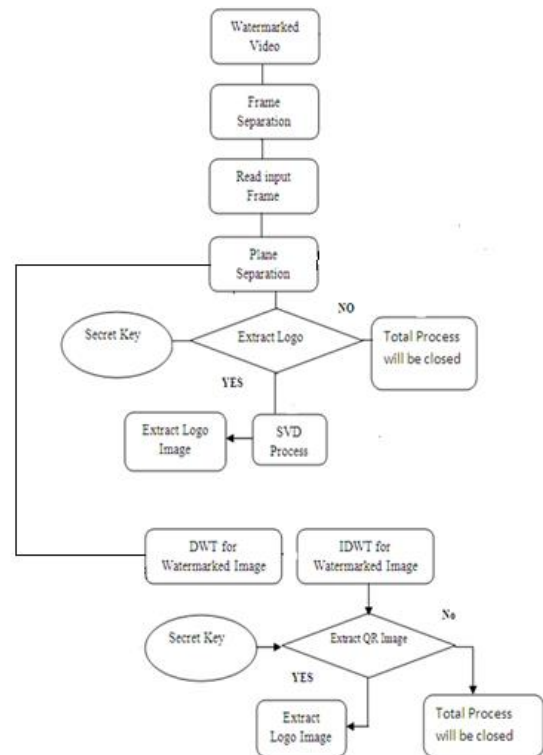 Watermarked
Video
Frame
Separation
Read input
Frame
Plane
Separation
NO
Secret Key
Extract Logo
Total Process
will be closed
YES
Extract Logo
Image
SVD
Process
DWT for
Watermarked Image
IDWT for
Watermarked Image
No
Secret Key
Extract QR Image
YES
Extract
Logo Image
Total Process
will be closed